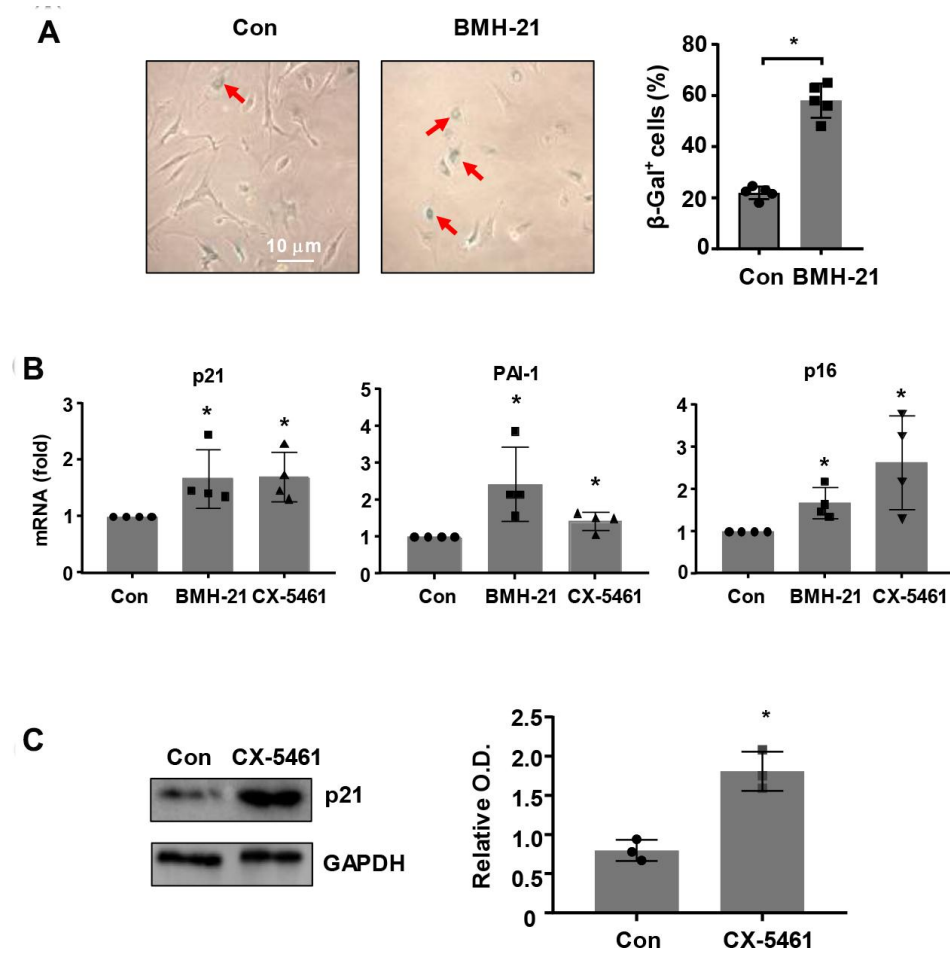 A
Con
BMH-21
10 μm
β-Gal⁺ cells (%)
80
60
40
20
0
*
Con BMH-21
B
mRNA (fold)
p21
3
2
1
0
*
*
Con BMH-21 CX-5461
PAI-1
5
4
3
2
1
0
*
*
Con BMH-21 CX-5461
p16
4
3
2
1
0
*
*
Con BMH-21 CX-5461
C
Con CX-5461
p21
GAPDH
Relative O.D.
2.5
2.0
1.5
1.0
0.5
0
*
Con CX-5461